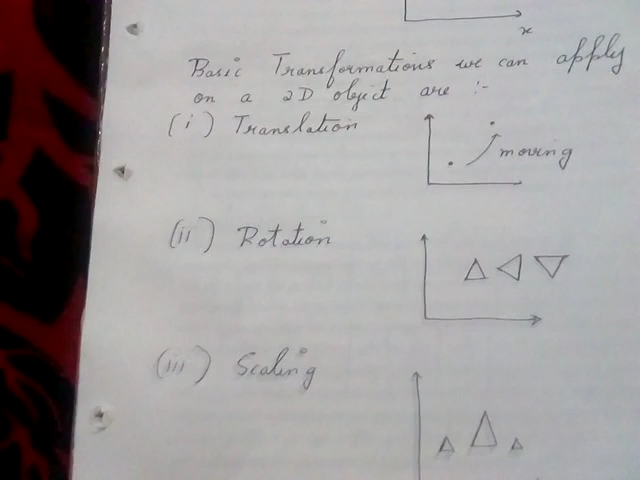 x
Basic Transformations we can apply
on a 2D object are :-
(i) Translation
moving
(ii) Rotation
(iii) Scaling